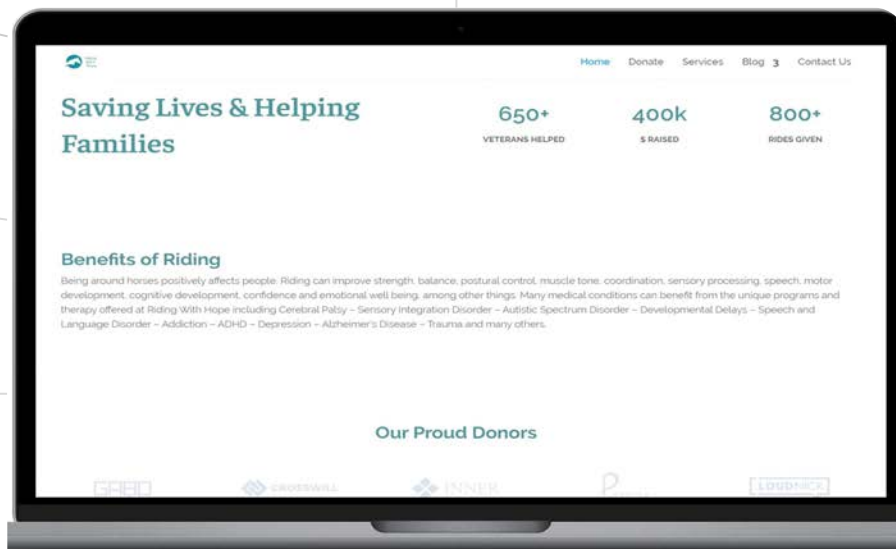 Home Donate Services Blog 3 Contact Us
Saving Lives & Helping
Families
650+ 400k 800+
VETERANS HELPED $ RAISED RIDES GIVEN
Benefits of Riding
Being around horses positively affects people. Riding can improve strength, balance, postural control, muscle tone, coordination, sensory processing, speech, motor
development, cognitive development, confidence and emotional well being, among other things. Many medical conditions can benefit from the unique programs and
therapy offered at Riding With Hope including Cerebral Palsy – Sensory Integration Disorder – Autistic Spectrum Disorder – Developmental Delays – Speech and
Language Disorder – Addiction – ADHD – Depression – Alzheimer's Disease – Trauma and many others.
Our Proud Donors
CROSSWILL INNER LOUDNICK